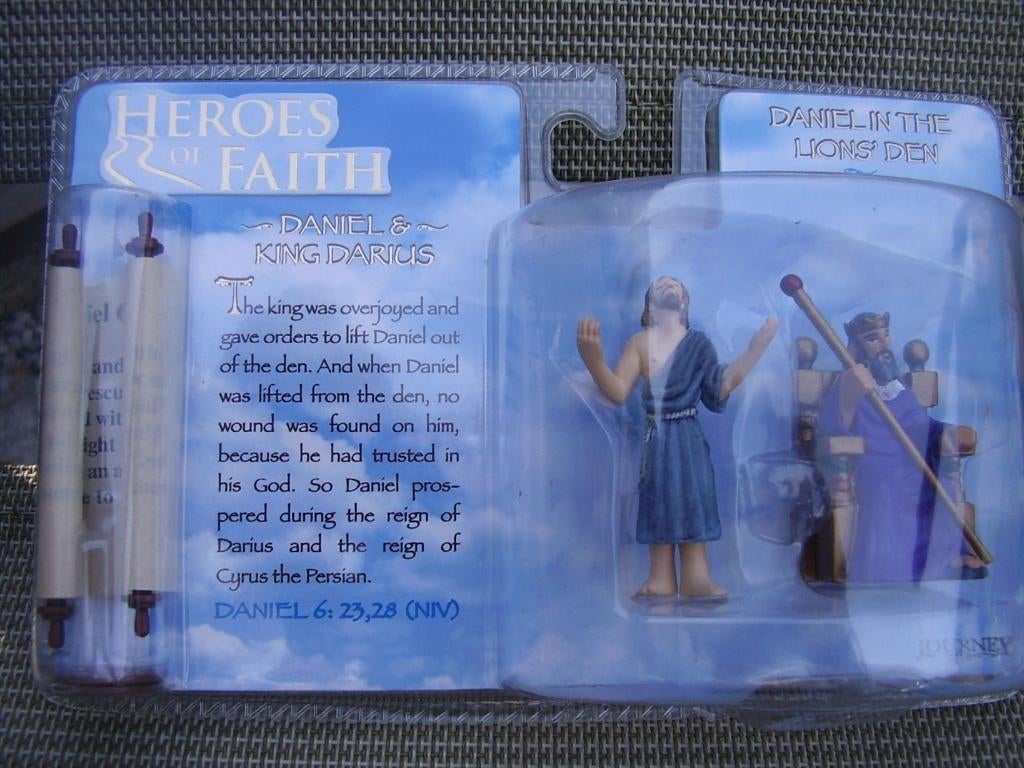 HEROES
OF FAITH
DANIEL &
KING DARIUS
The king was overjoyed and
gave orders to lift Daniel out
of the den. And when Daniel
was lifted from the den, no
wound was found on him,
because he had trusted in
his God. So Daniel pros-
pered during the reign of
Darius and the reign of
Cyrus the Persian.
DANIEL 6: 23,28 (NIV)
DANIEL IN THE
LIONS' DEN
JOURNEY
and